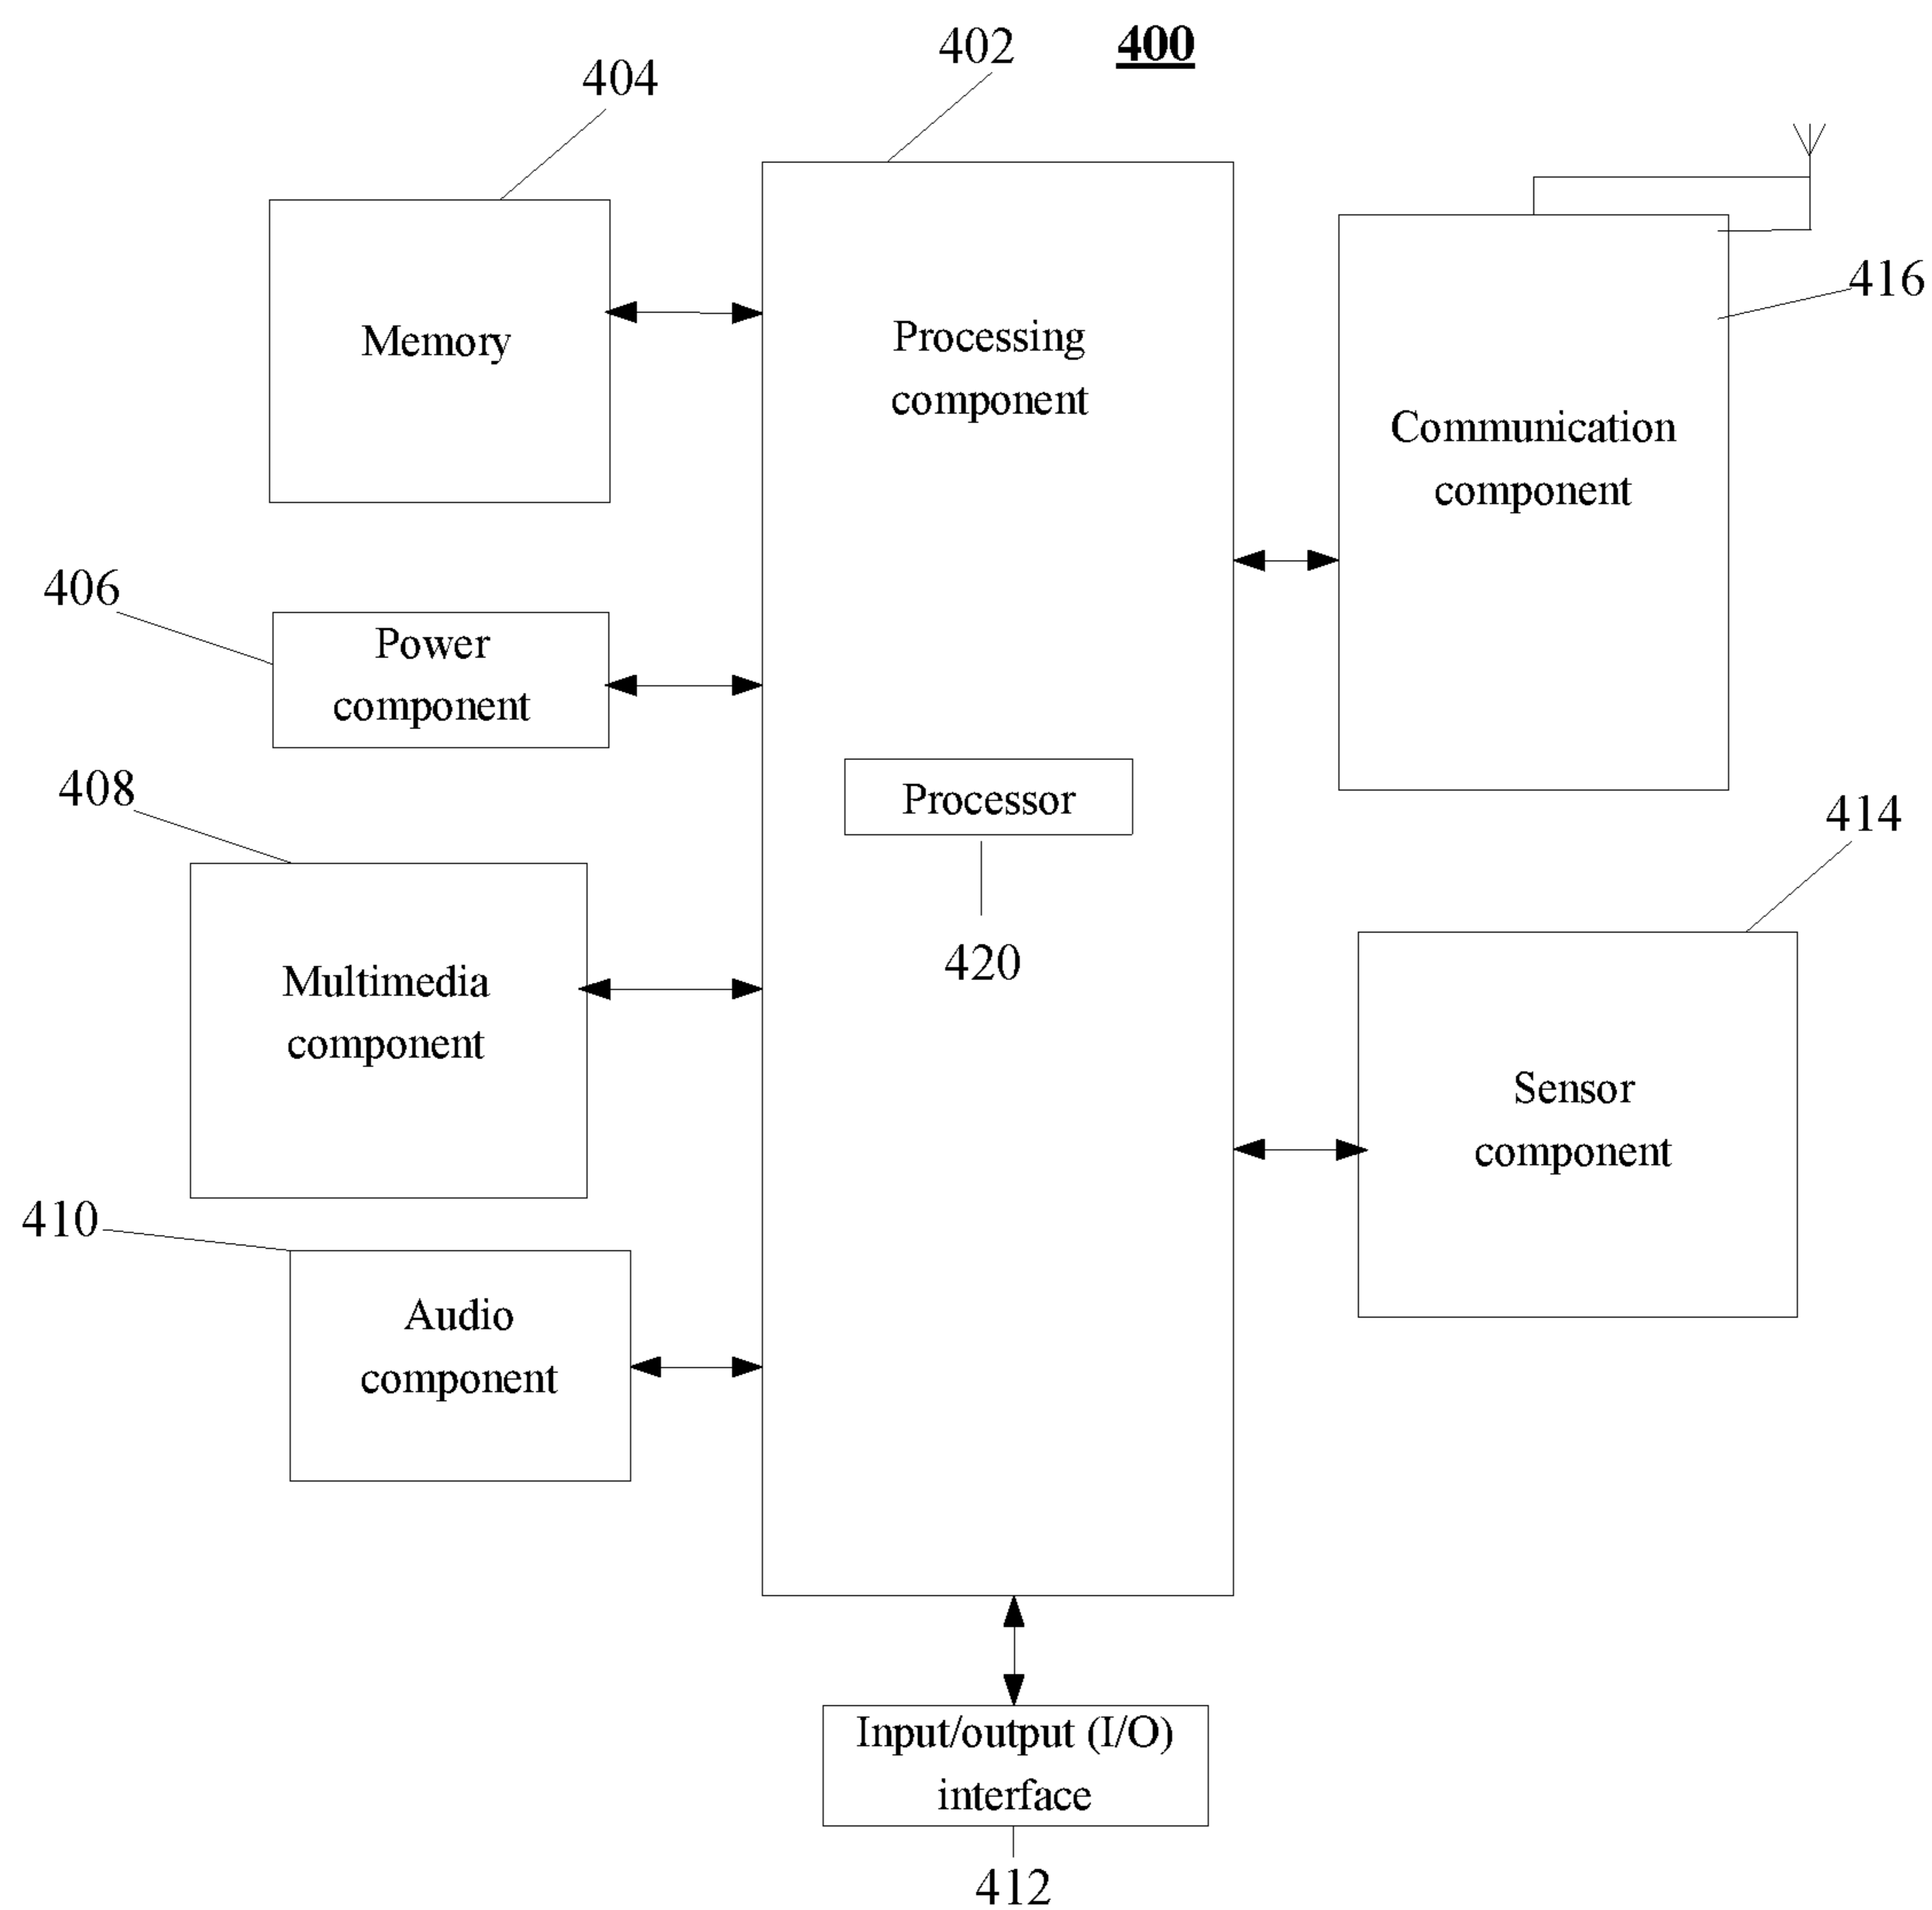 402
400
404
416
Memory
Processing
component
Communication
component
406
Power
component
408
Processor
414
420
Multimedia
component
Sensor
component
410
Audio
component
Input/output (I/O)
interface
412